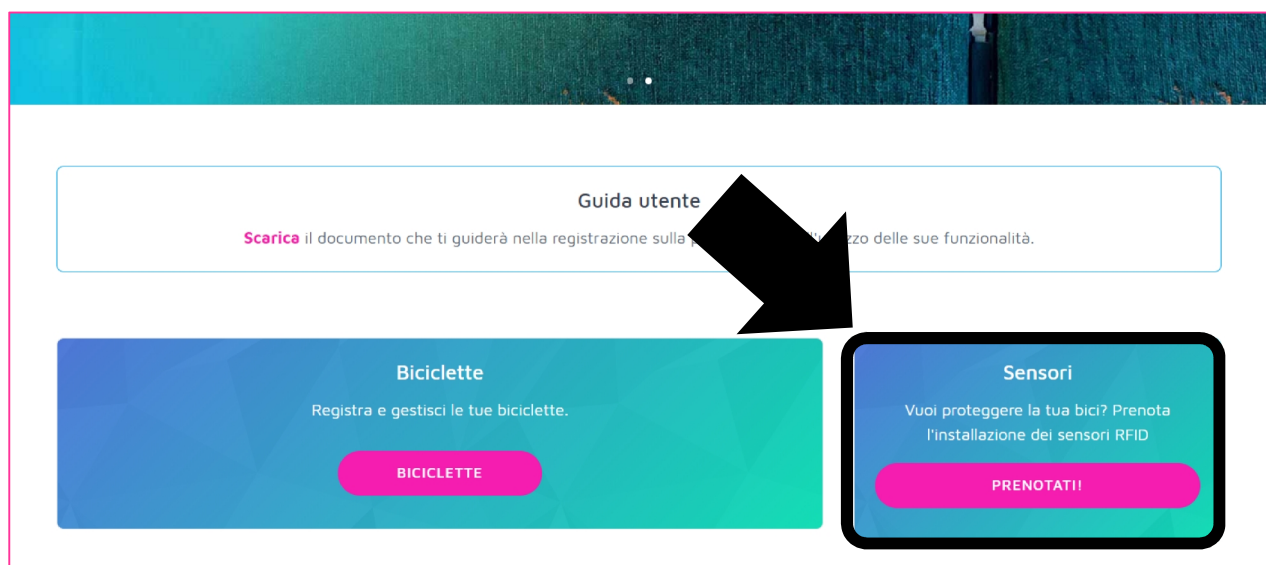 Guida utente
Scarica il documento che ti guiderà nella registrazione sulla delle sue funzionalità.
Biciclette
Registra e gestisci le tue biciclette.
BICICLETTE
Sensori
Vuoi proteggere la tua bici? Prenota
l'installazione dei sensori RFID
PRENOTATI!